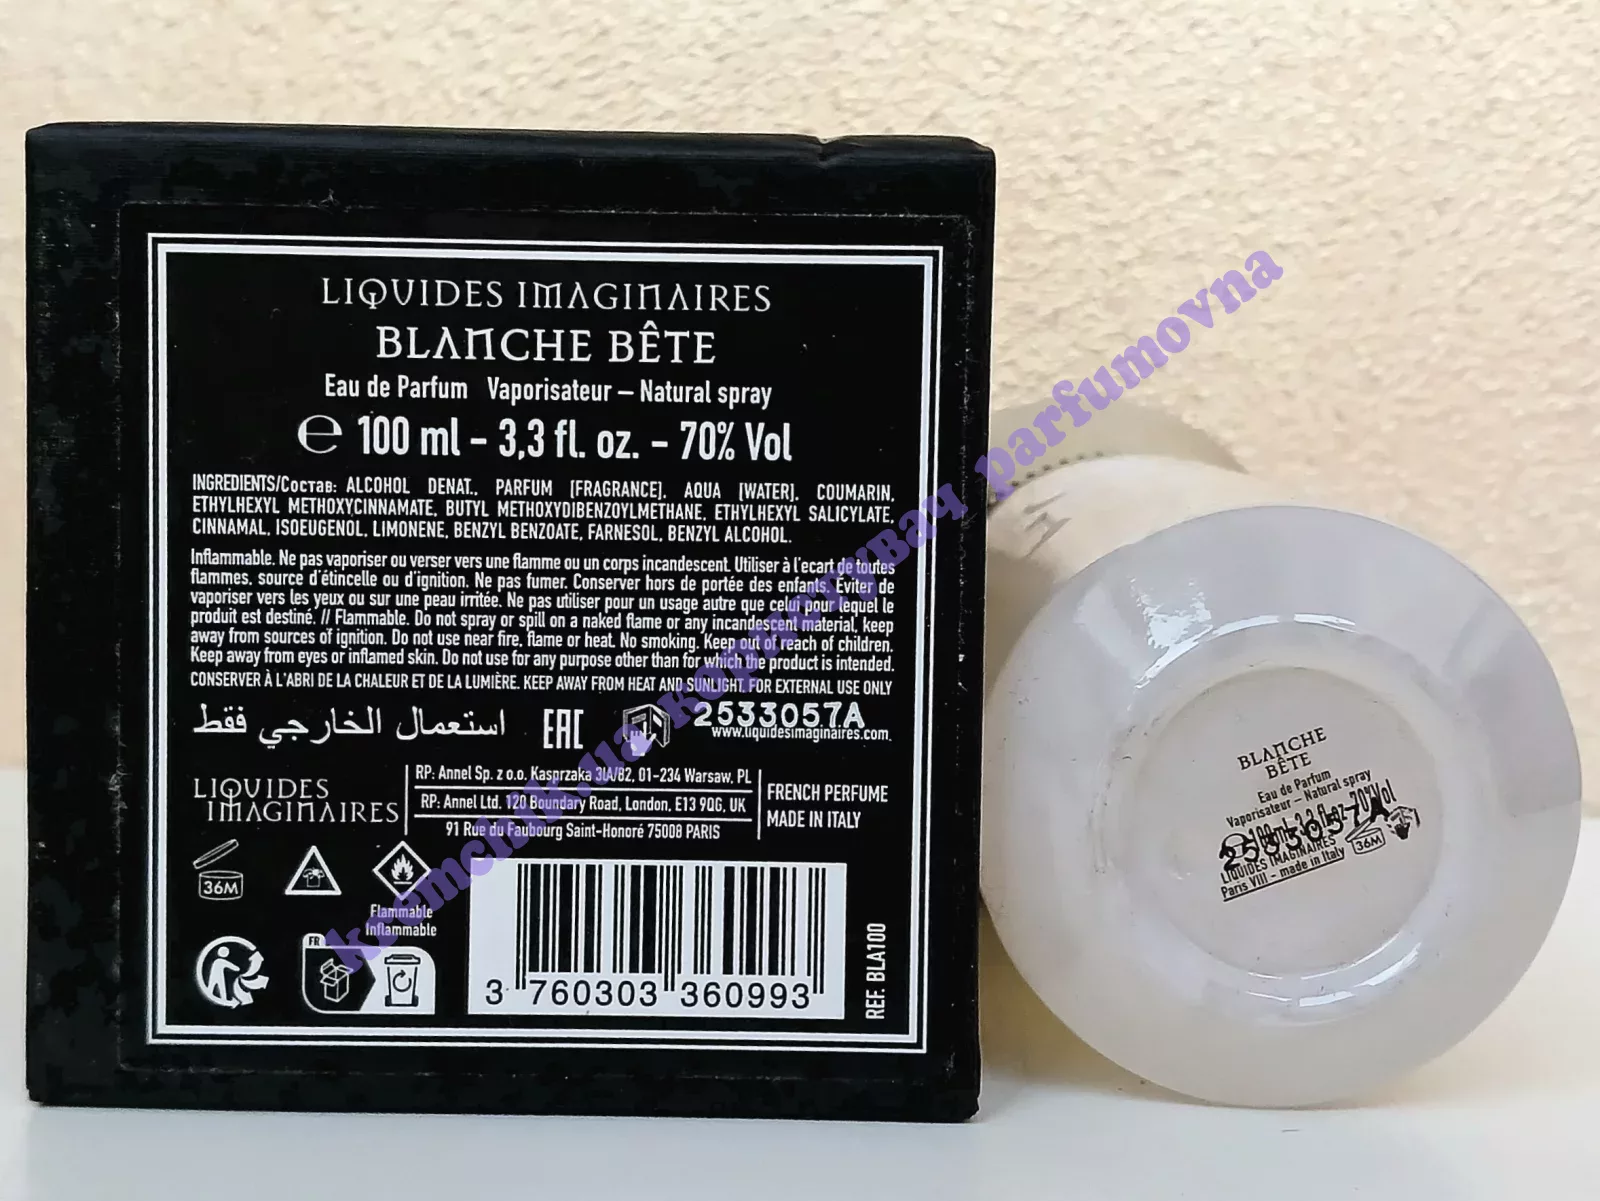 LIQUIDES IMAGINAIRES
BLANCHE BÊTE
Eau de Parfum Vaporisateur – Natural spray
℮ 100 ml - 3,3 fl. oz. - 70% Vol
INGREDIENTS/Состав: ALCOHOL DENAT., PARFUM (FRAGRANCE), AQUA (WATER), COUMARIN,
ETHYLHEXYL METHOXYCINNAMATE, BUTYL METHOXYDIBENZOYLMETHANE, ETHYLHEXYL SALICYLATE,
CINNAMAL, ISOEUGENOL, LIMONENE, BENZYL BENZOATE, FARNESOL, BENZYL ALCOHOL.
Inflammable. Ne pas vaporiser ou verser vers une flamme ou un corps incandescent. Utiliser à l'ecart de toutes
flammes, source d'étincelle ou d'ignition. Ne pas fumer. Conserver hors de portée des enfants. Éviter de
vaporiser vers les yeux ou sur une peau irritée. Ne pas utiliser pour un usage autre que celui pour lequel le
produit est destiné. // Flammable. Do not spray or spill on a naked flame or any incandescent material, keep
away from sources of ignition. Do not use near fire, flame or heat. No smoking. Keep out of reach of children.
Keep away from eyes or inflamed skin. Do not use for any purpose other than for which the product is intended.
CONSERVER À L'ABRI DE LA CHALEUR ET DE LA LUMIÈRE. KEEP AWAY FROM HEAT AND SUNLIGHT. FOR EXTERNAL USE ONLY
استعمال الخارجي فقط
EAC
2533057A
www.liquidesimaginaires.com.
LIQUIDES
IMAGINAIRES
RP: Annel Sp. z o.o. Kasprzaka 31A/82, 01-234 Warsaw, PL
RP: Annel Ltd. 120 Boundary Road, London, E13 9QG, UK
91 Rue du Faubourg Saint-Honoré 75008 PARIS
FRENCH PERFUME
MADE IN ITALY
36M
Flammable
Inflammable
FR
3 760303 360993
REF. BLA100
BLANCHE
BÊTE
Eau de Parfum
Vaporisateur – Natural spray
℮ 100ml 3,3 fl.oz 70%Vol
2533057A
LIQUIDES IMAGINAIRES
Paris VIII - made in Italy
36M
kremchik.ua користувач parfumovna